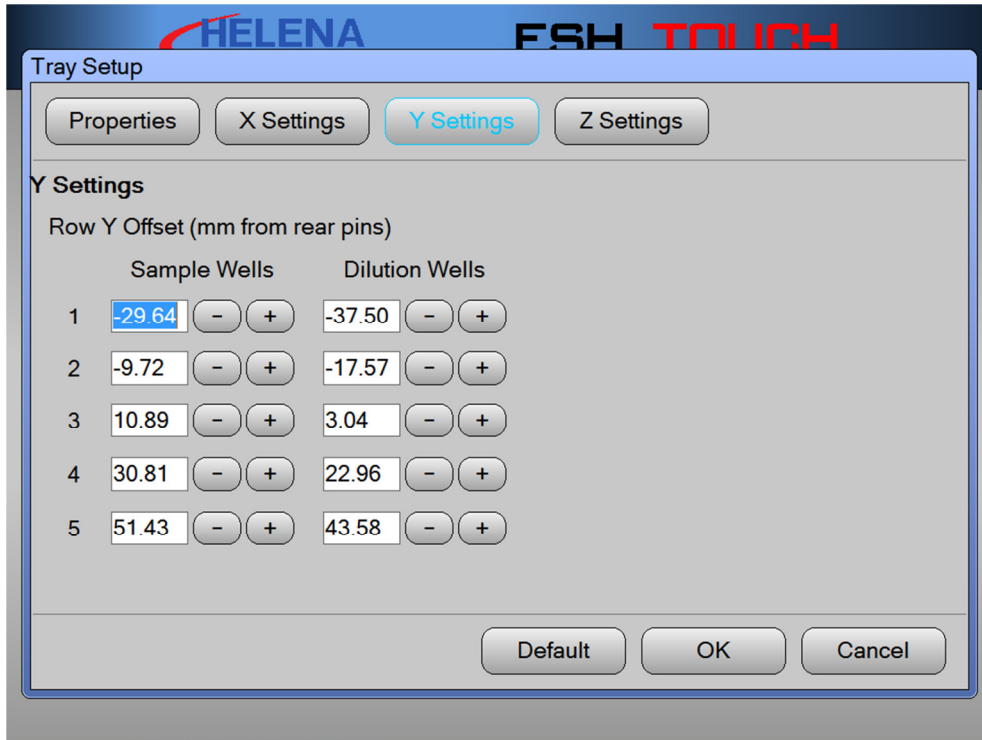 HELENA
Tray Setup
Properties X Settings Y Settings Z Settings
Y Settings
Row Y Offset (mm from rear pins)
Sample Wells Dilution Wells
1 -29.64 - + -37.50 - +
2 -9.72 - + -17.57 - +
3 10.89 - + 3.04 - +
4 30.81 - + 22.96 - +
5 51.43 - + 43.58 - +
Default OK Cancel